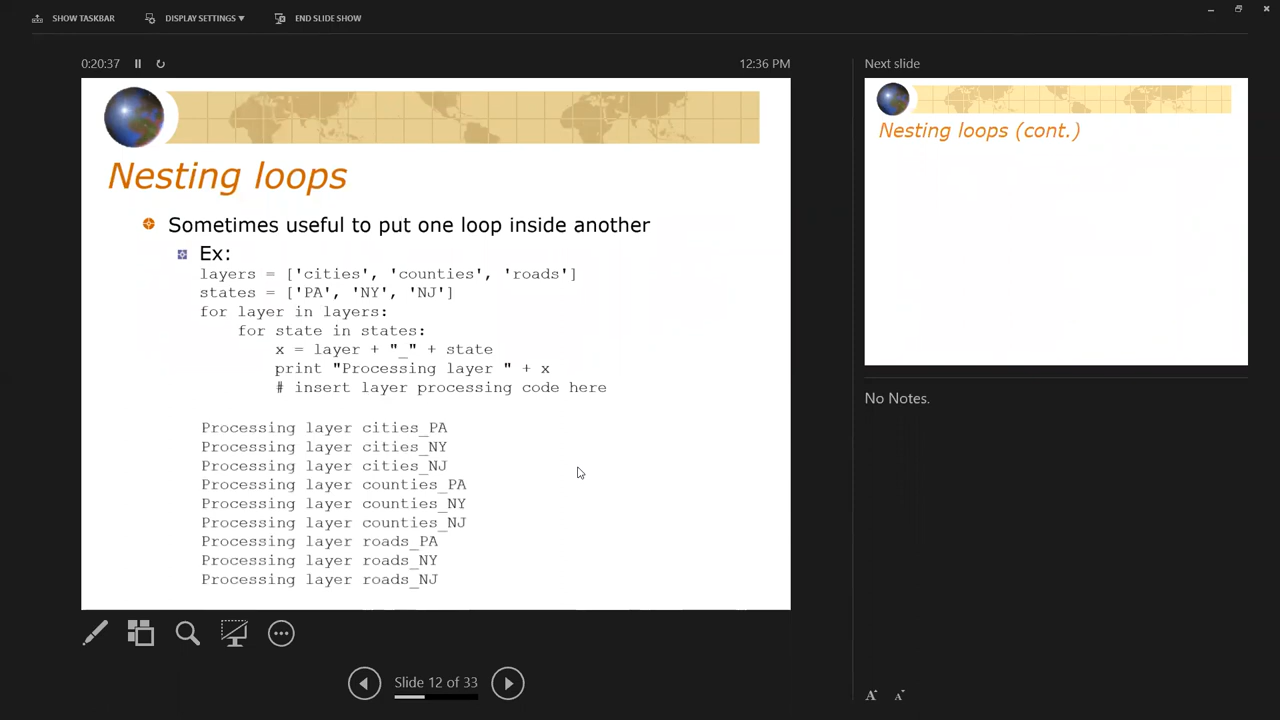 SHOW TASKBAR DISPLAY SETTINGS ▼ END SLIDE SHOW
0:20:37 12:36 PM
Nesting loops
Sometimes useful to put one loop inside another
Ex:
layers = ['cities', 'counties', 'roads']
states = ['PA', 'NY', 'NJ']
for layer in layers:
    for state in states:
        x = layer + "_" + state
        print "Processing layer " + x
        # insert layer processing code here
Processing layer cities_PA
Processing layer cities_NY
Processing layer cities_NJ
Processing layer counties_PA
Processing layer counties_NY
Processing layer counties_NJ
Processing layer roads_PA
Processing layer roads_NY
Processing layer roads_NJ
Slide 12 of 33
Next slide
Nesting loops (cont.)
No Notes.
A A